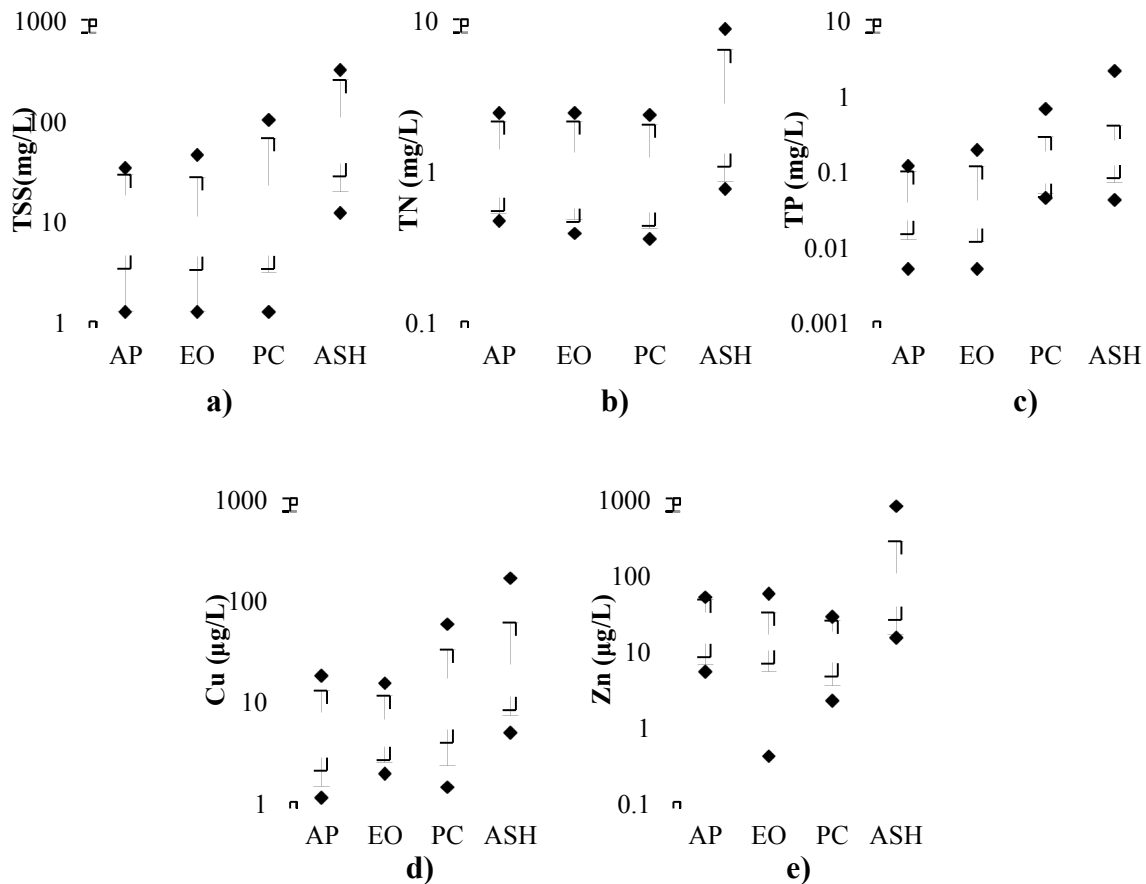 TSS(mg/L)
1000
100
10
1
AP EO PC ASH
a)
TN (mg/L)
10
1
0.1
AP EO PC ASH
b)
TP (mg/L)
10
1
0.1
0.01
0.001
AP EO PC ASH
c)
Cu (µg/L)
1000
100
10
1
AP EO PC ASH
d)
Zn (µg/L)
1000
100
10
1
0.1
AP EO PC ASH
e)